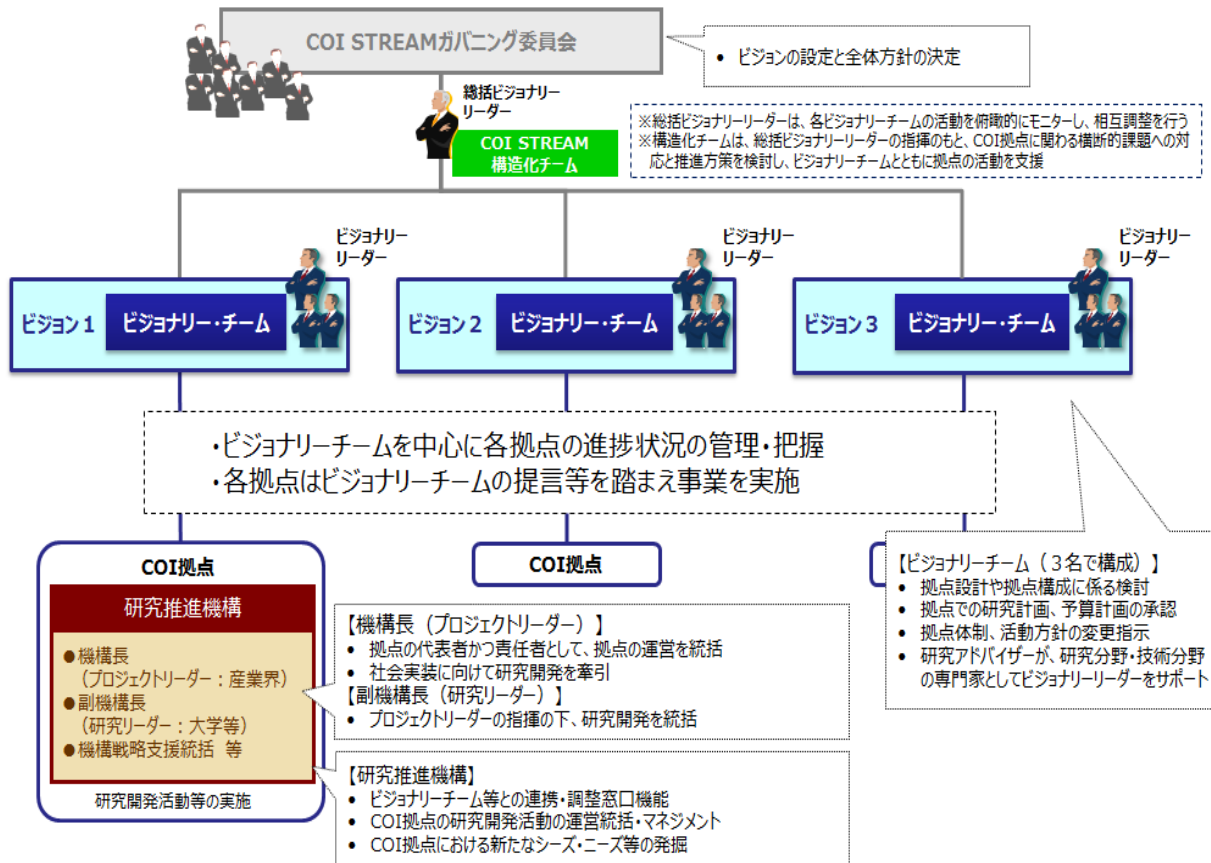 COI STREAMガバニング委員会
• ビジョンの設定と全体方針の決定
総括ビジョナリー
リーダー
COI STREAM
構造化チーム
※総括ビジョナリーリーダーは、各ビジョナリーチームの活動を俯瞰的にモニターし、相互調整を行う
※構造化チームは、総括ビジョナリーリーダーの指揮のもと、COI拠点に関わる横断的課題への対
応と推進方策を検討し、ビジョナリーチームとともに拠点の活動を支援
ビジョナリー
リーダー
ビジョナリー
リーダー
ビジョナリー
リーダー
ビジョン１
ビジョナリー・チーム
ビジョン２
ビジョナリー・チーム
ビジョン３
ビジョナリー・チーム
・ビジョナリーチームを中心に各拠点の進捗状況の管理・把握
・各拠点はビジョナリーチームの提言等を踏まえ事業を実施
COI拠点
研究推進機構
●機構長
（プロジェクトリーダー：産業界）
●副機構長
（研究リーダー：大学等）
●機構戦略支援統括 等
研究開発活動等の実施
COI拠点
【機構長（プロジェクトリーダー）】
• 拠点の代表者かつ責任者として、拠点の運営を統括
• 社会実装に向けて研究開発を牽引
【副機構長（研究リーダー）】
• プロジェクトリーダーの指揮の下、研究開発を統括
【研究推進機構】
• ビジョナリーチーム等との連携・調整窓口機能
• COI拠点の研究開発活動の運営統括・マネジメント
• COI拠点における新たなシーズ・ニーズ等の発掘
【ビジョナリーチーム（３名で構成）】
• 拠点設計や拠点構成に係る検討
• 拠点での研究計画、予算計画の承認
• 拠点体制、活動方針の変更指示
• 研究アドバイザーが、研究分野・技術分野
の専門家としてビジョナリーリーダーをサポート